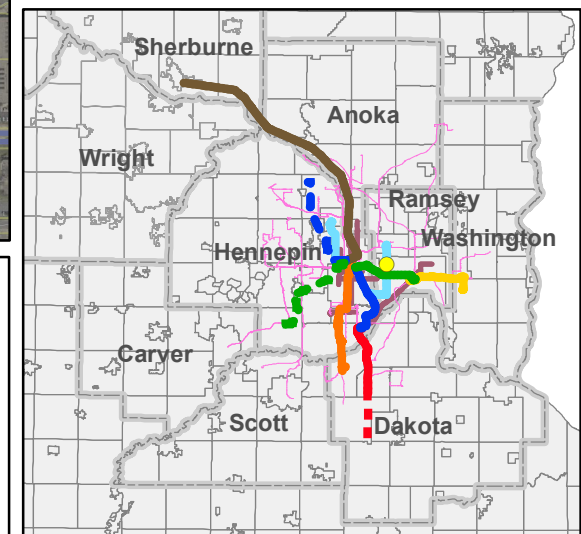 Sherburne
Anoka
Wright
Ramsey
Washington
Hennepin
Carver
Scott
Dakota